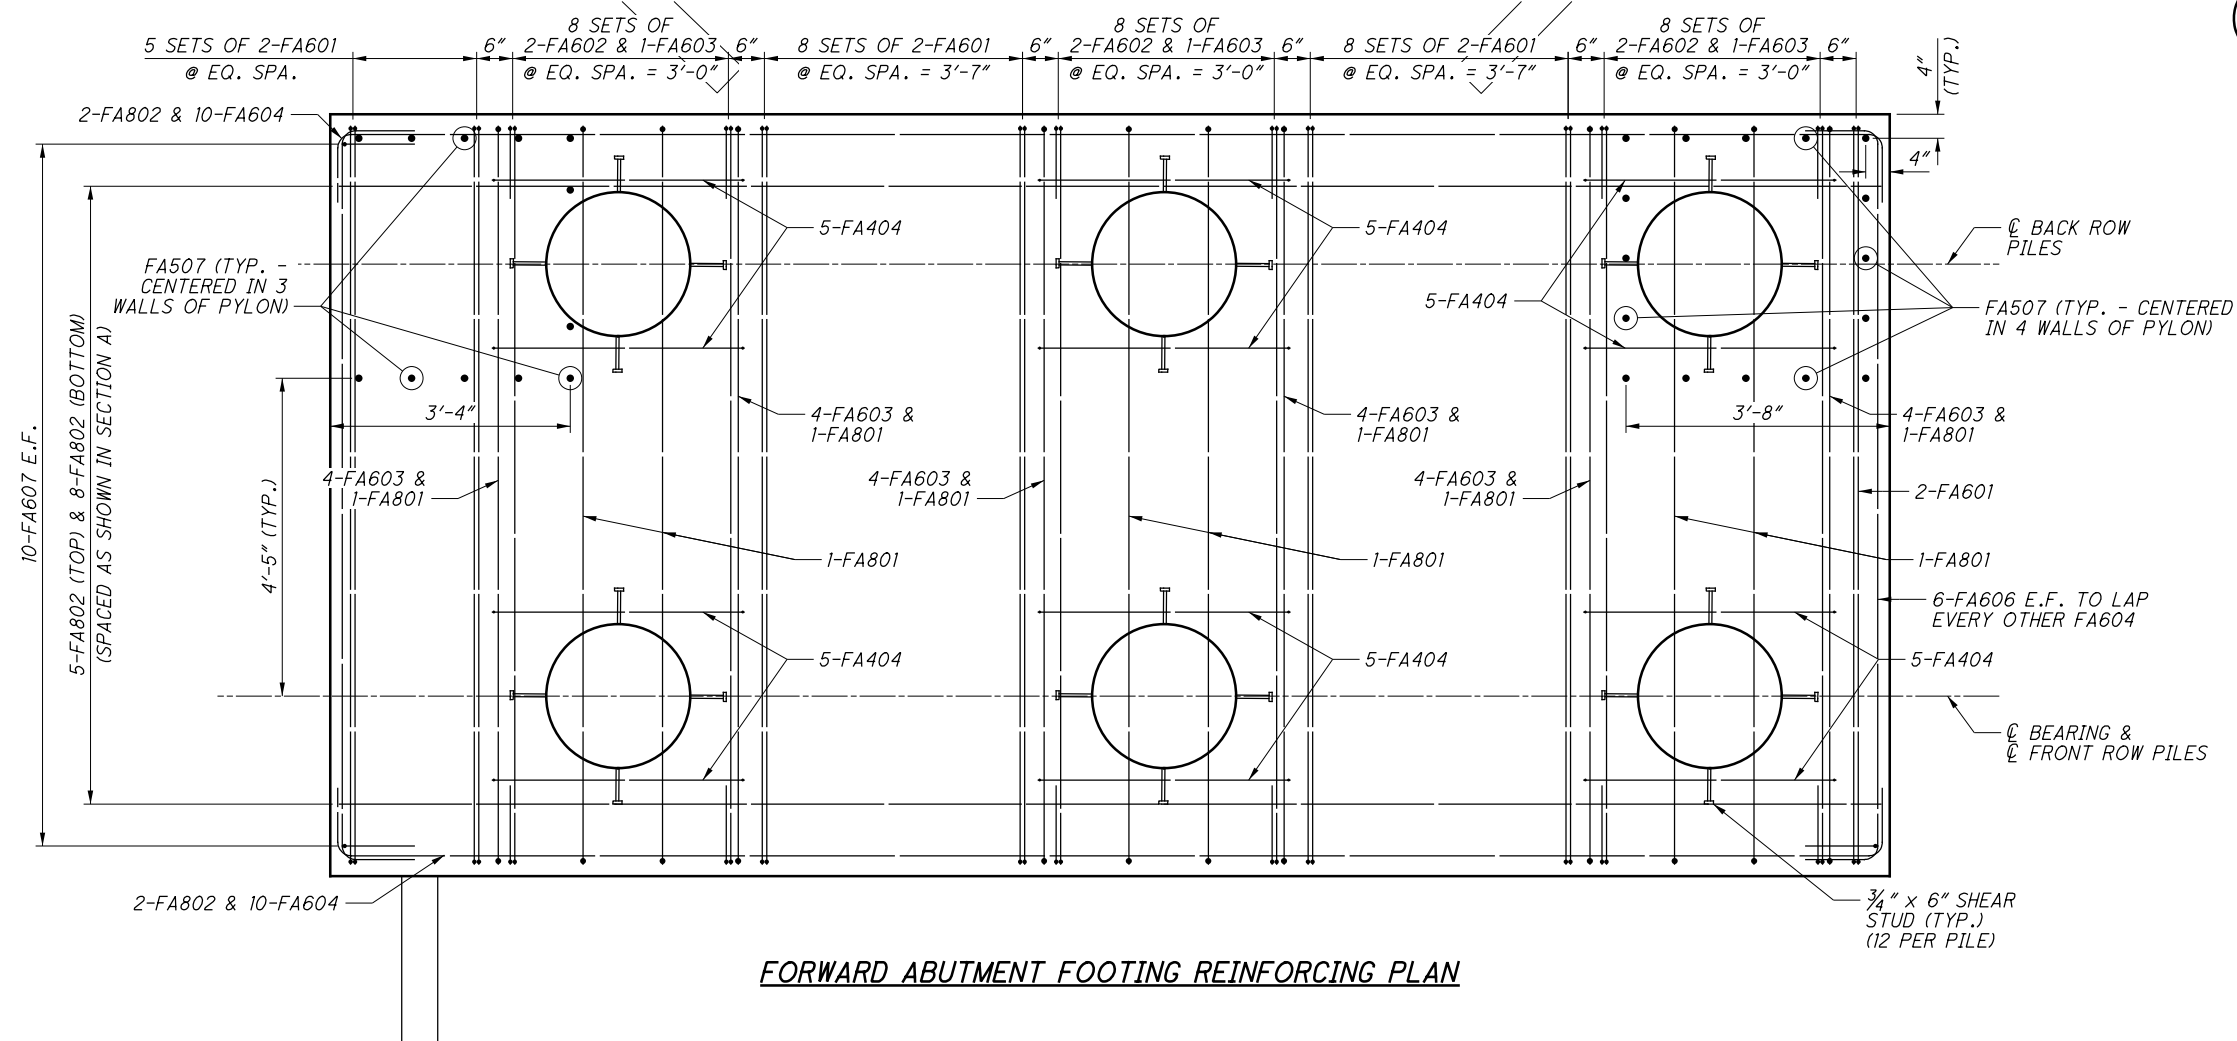 5 SETS OF 2-FA601
@ EQ. SPA.
6"
8 SETS OF
2-FA602 & 1-FA603
@ EQ. SPA. = 3'-0"
6"
8 SETS OF 2-FA601
@ EQ. SPA. = 3'-7"
6"
8 SETS OF
2-FA602 & 1-FA603
@ EQ. SPA. = 3'-0"
6"
8 SETS OF 2-FA601
@ EQ. SPA. = 3'-7"
6"
8 SETS OF
2-FA602 & 1-FA603
@ EQ. SPA. = 3'-0"
6"
4"
(TYP.)
4"
2-FA802 & 10-FA604
5-FA404
5-FA404
5-FA404
℄ BACK ROW
PILES
FA507 (TYP. -
CENTERED IN 3
WALLS OF PYLON)
FA507 (TYP. - CENTERED
IN 4 WALLS OF PYLON)
10-FA607 E.F.
5-FA802 (TOP) & 8-FA802 (BOTTOM)
(SPACED AS SHOWN IN SECTION A)
4'-5" (TYP.)
3'-4"
3'-8"
4-FA603 &
1-FA801
4-FA603 &
1-FA801
4-FA603 &
1-FA801
4-FA603 &
1-FA801
4-FA603 &
1-FA801
4-FA603 &
1-FA801
2-FA601
1-FA801
1-FA801
1-FA801
6-FA606 E.F. TO LAP
EVERY OTHER FA604
5-FA404
5-FA404
5-FA404
℄ BEARING &
℄ FRONT ROW PILES
2-FA802 & 10-FA604
3/4" x 6" SHEAR
STUD (TYP.)
(12 PER PILE)
FORWARD ABUTMENT FOOTING REINFORCING PLAN